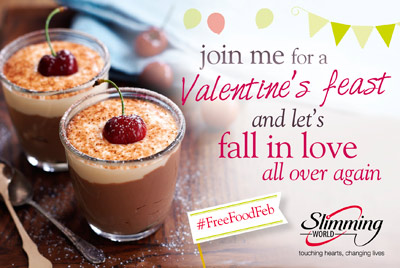 join me for a
Valentine's feast
and let's
fall in love
all over again
#FreeFoodFeb
Slimming
WORLD
touching hearts, changing lives